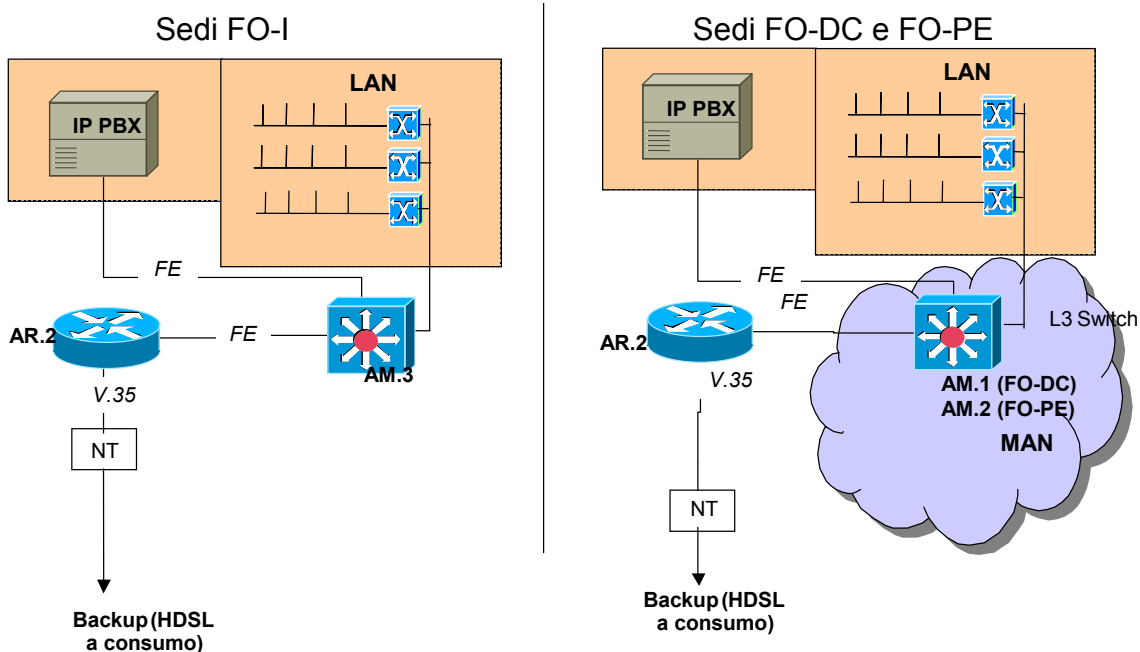 Sedi FO-I
LAN
IP PBX
FE
AR.2
FE
AM.3
V.35
NT
Backup (HDSL
a consumo)
Sedi FO-DC e FO-PE
LAN
IP PBX
FE
FE
L3 Switch
AR.2
V.35
AM.1 (FO-DC)
AM.2 (FO-PE)
MAN
NT
Backup (HDSL
a consumo)